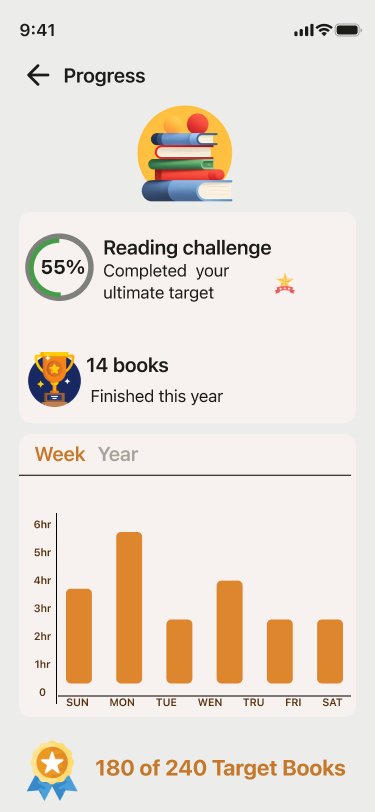 9:41
Progress
55%
Reading challenge
Completed your
ultimate target
14 books
Finished this year
Week Year
6hr
5hr
4hr
3hr
2hr
1hr
0
SUN MON TUE WEN TRU FRI SAT
180 of 240 Target Books